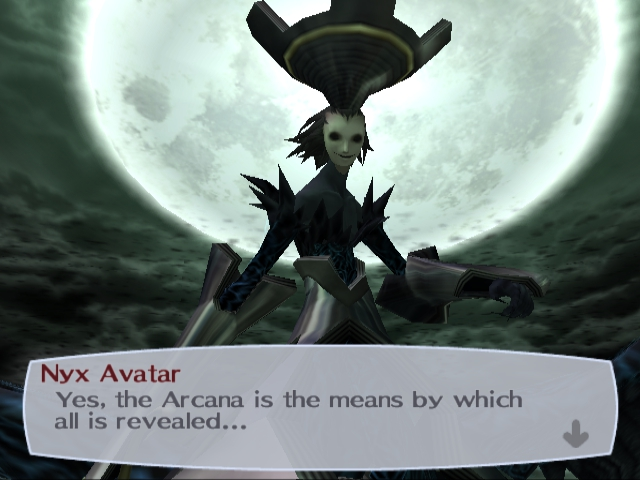 Nyx Avatar
Yes, the Arcana is the means by which
all is revealed...